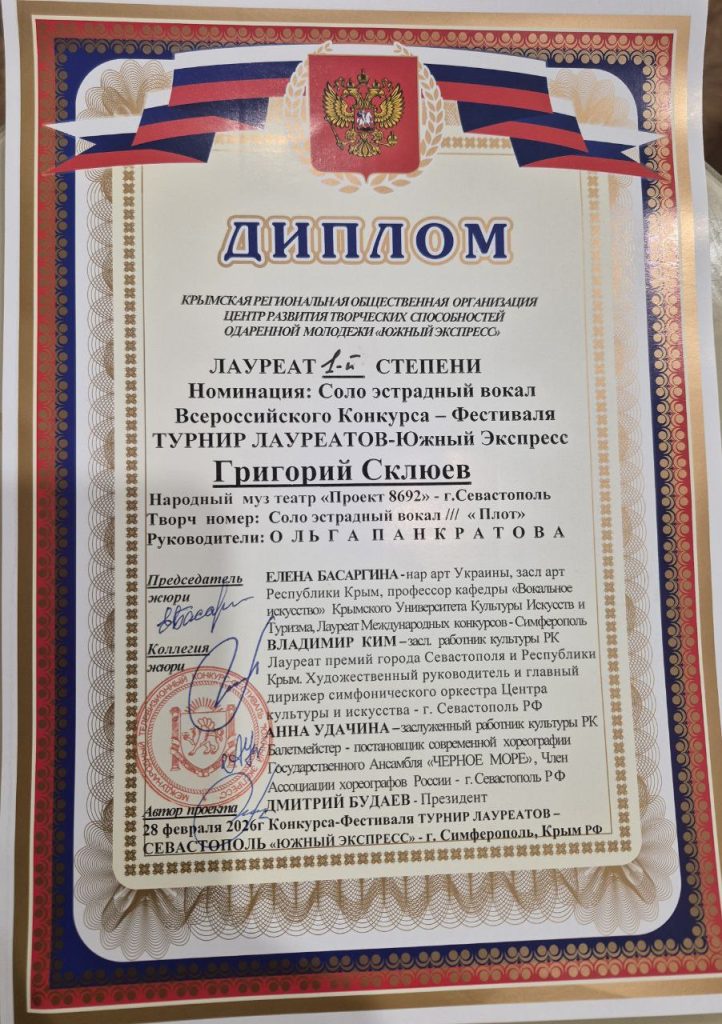 ДИПЛОМ
КРЫМСКАЯ РЕГИОНАЛЬНАЯ ОБЩЕСТВЕННАЯ ОРГАНИЗАЦИЯ
ЦЕНТР РАЗВИТИЯ ТВОРЧЕСКИХ СПОСОБНОСТЕЙ
ОДАРЕННОЙ МОЛОДЕЖИ «ЮЖНЫЙ ЭКСПРЕСС»
ЛАУРЕАТ 1-й СТЕПЕНИ
Номинация: Соло эстрадный вокал
Всероссийского Конкурса – Фестиваля
ТУРНИР ЛАУРЕАТОВ-Южный Экспресс
Григорий Склюев
Народный муз театр «Проект 8692» - г.Севастополь
Творч номер: Соло эстрадный вокал /// « Плот»
Руководители: О Л Ь Г А П А Н К Р А Т О В А
Председатель жюри
ЕЛЕНА БАСАРГИНА - нар арт Украины, засл арт
Республики Крым, профессор кафедры «Вокальное
искусство» Крымского Университета Культуры Искусств и
Туризма, Лауреат Международных конкурсов - Симферополь
Коллегия жюри
ВЛАДИМИР КИМ – засл. работник культуры РК
Лауреат премий города Севастополя и Республики
Крым. Художественный руководитель и главный
дирижер симфонического оркестра Центра
культуры и искусства - г. Севастополь РФ
АННА УДАЧИНА – заслуженный работник культуры РК
Балетмейстер - постановщик современной хореографии
Государственного Ансамбля «ЧЕРНОЕ МОРЕ», Член
Ассоциации хореографов России - г. Севастополь РФ
Автор проекта ДМИТРИЙ БУДАЕВ - Президент
28 февраля 2026г Конкурса-Фестиваля ТУРНИР ЛАУРЕАТОВ –
СЕВАСТОПОЛЬ «ЮЖНЫЙ ЭКСПРЕСС» - г. Симферополь, Крым РФ